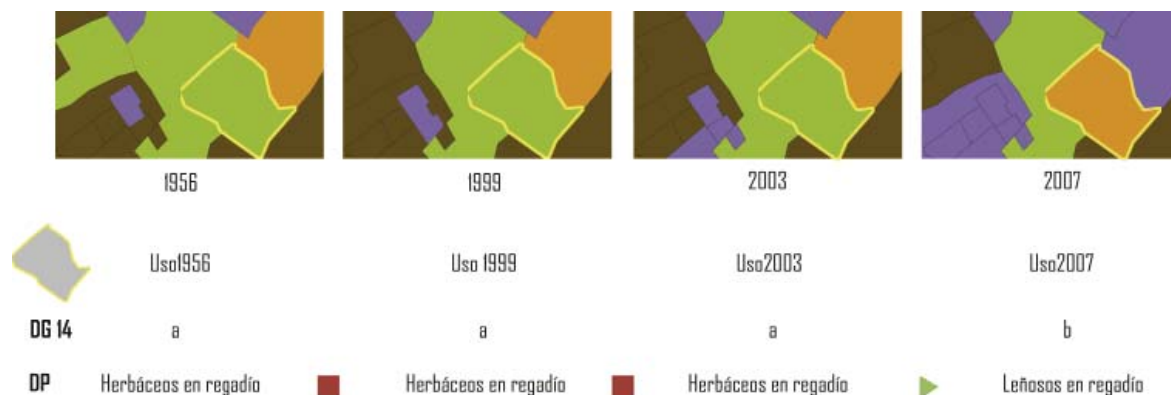 1956 1999 2003 2007
Uso1956 Uso 1999 Uso2003 Uso2007
DG 14 a a a b
DP Herbáceos en regadío Herbáceos en regadío Herbáceos en regadío Leñosos en regadío